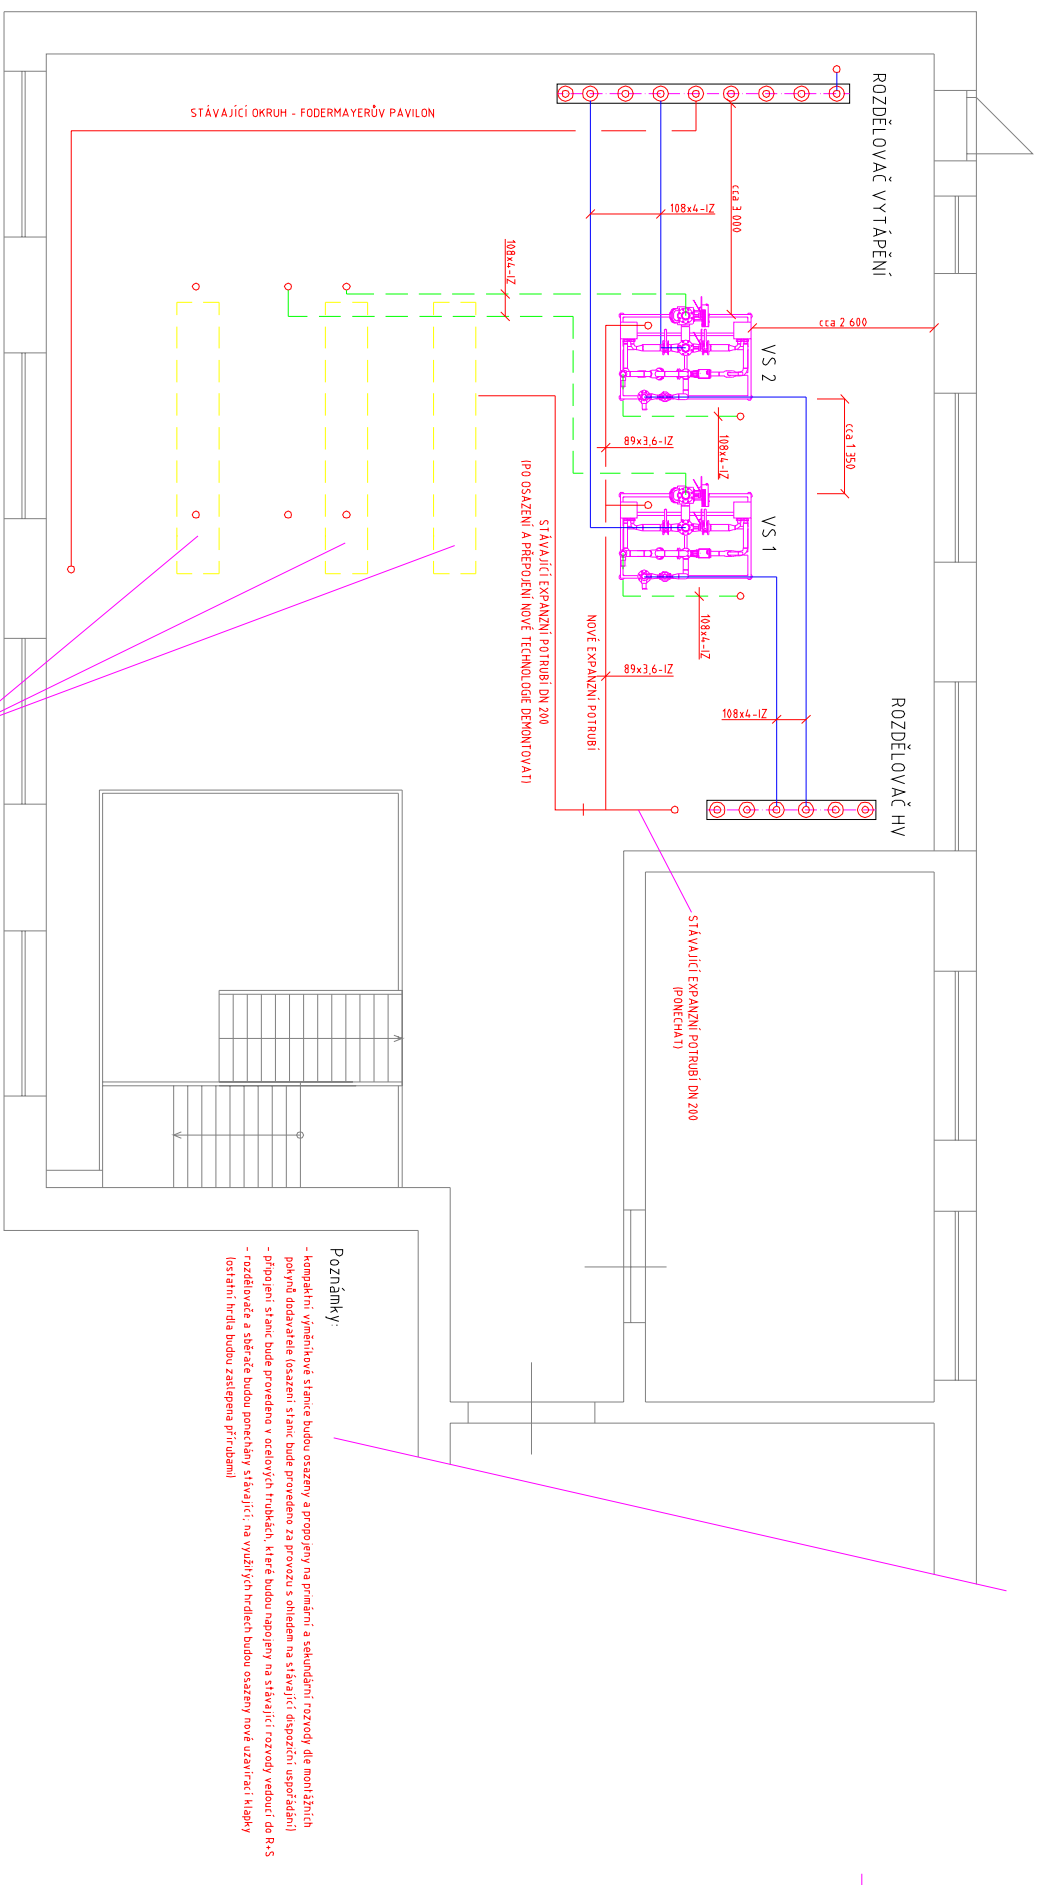 ROZDĚLOVAČ VYTÁPĚNÍ
STÁVAJÍCÍ OKRUH - FODERMAYERŮV PAVILON
cca 3 000
108x4-IZ
108x4-IZ
cca 2 600
VS 2
cca 1 350
89x3,6-IZ
108x4-IZ
VS 1
STÁVAJÍCÍ EXPANZNÍ POTRUBÍ DN 200
(PO OSAZENÍ A PŘEPOJENÍ NOVÉ TECHNOLOGIE DEMONTOVAT)
NOVÉ EXPANZNÍ POTRUBÍ
108x4-IZ
89x3,6-IZ
108x4-IZ
ROZDĚLOVAČ HV
STÁVAJÍCÍ EXPANZNÍ POTRUBÍ DN 200
(PONECHAT)
Poznámky:
- kompaktní výměníkové stanice budou osazeny a propojeny na primární a sekundární rozvody dle montážních
pokynů dodavatele (osazení stanic bude provedeno za provozu s ohledem na stávající dispoziční uspořádání)
- připojení stanic bude provedeno v ocelových trubkách, které budou napojeny na stávající rozvody vedoucí do R+S
- rozdělovače a sběrače budou ponechány stávající, na využitých hrdlech budou osazeny nové uzavírací klapky
(ostatní hrdla budou zaslepena přírubami)